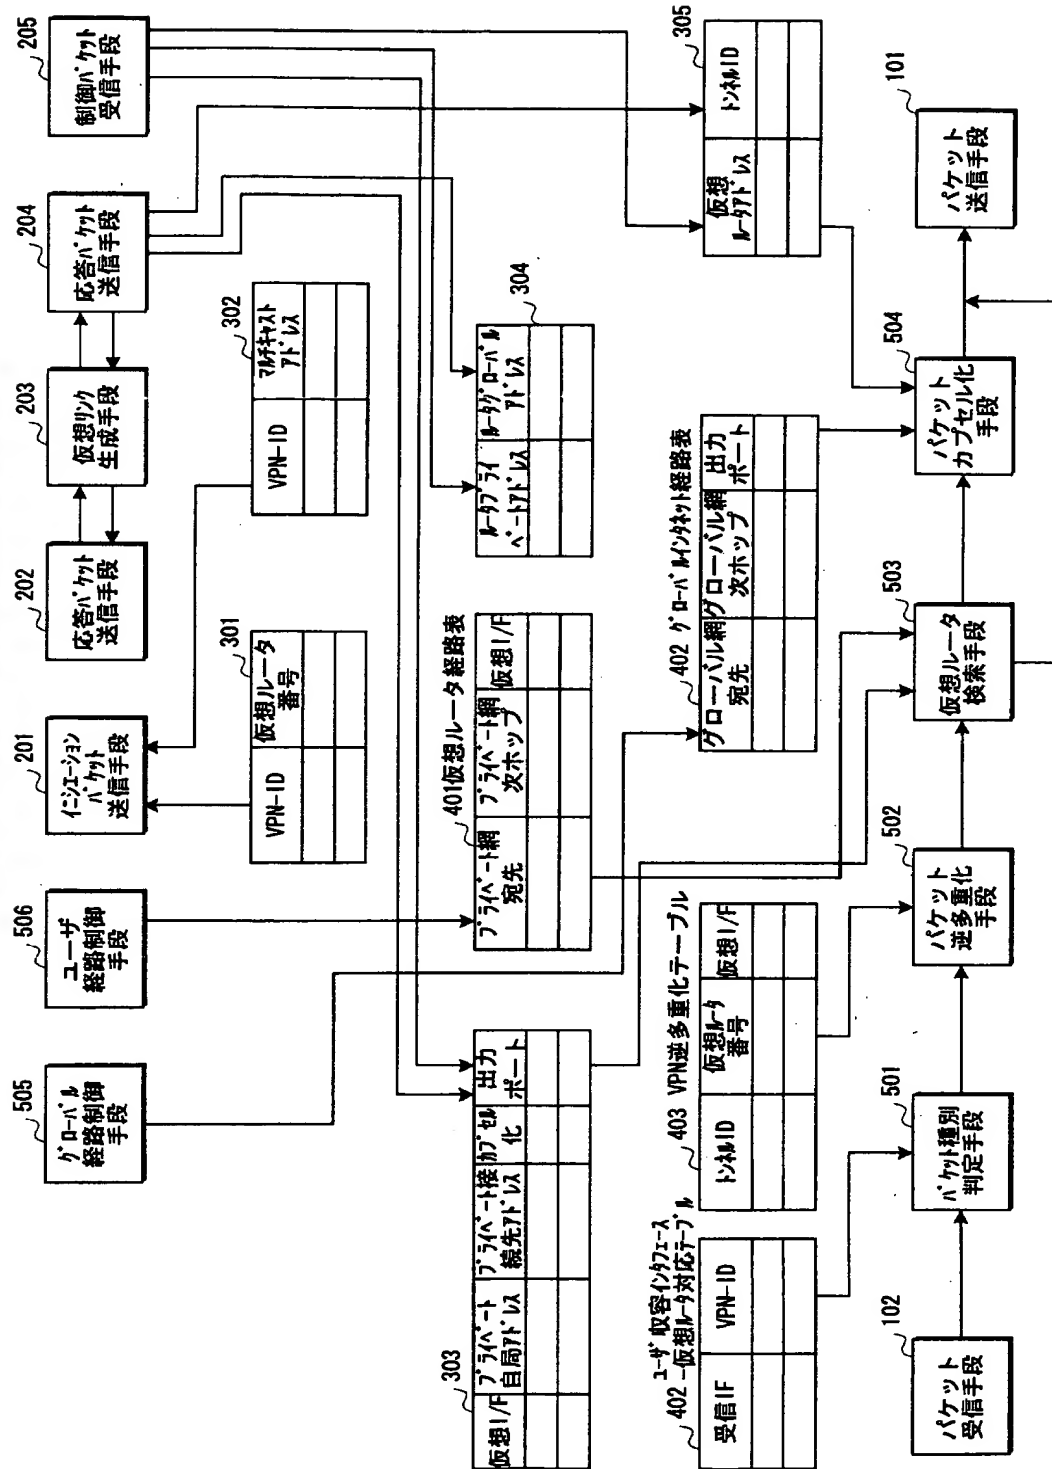 505
グローバル
経路制御
手段
506
ユーザ
経路制御
手段
201
イニシエーション
パケット
送信手段
202
応答パケット
送信手段
203
仮想リンク
生成手段
204
応答パケット
送信手段
205
制御パケット
受信手段
301
VPN-ID
仮想ルータ
番号
302
VPN-ID
マルチキャスト
アドレス
303
仮想I/F
プライベート
自局アドレス
プライベート接
続先アドレス
カプセル
化
出力
ポート
401仮想ルータ経路表
プライベート網
宛先
プライベート網
次ホップ
仮想I/F
304
ルータプライ
ベートアドレス
ルータグローバル
アドレス
ユーザ収容インタフェース
402 -仮想ルータ対応テーブル
受信IF
VPN-ID
403 VPN逆多重化テーブル
トンネルID
仮想ルータ
番号
仮想I/F
402 グローバルインタネット経路表
グローバル網
宛先
グローバル網
次ホップ
出力
ポート
305
仮想
ルータアドレス
トンネルID
102
パケット
受信手段
501
パケット種別
判定手段
502
パケット
逆多重化
手段
503
仮想ルータ
検索手段
504
パケット
カプセル化
手段
101
パケット
送信手段